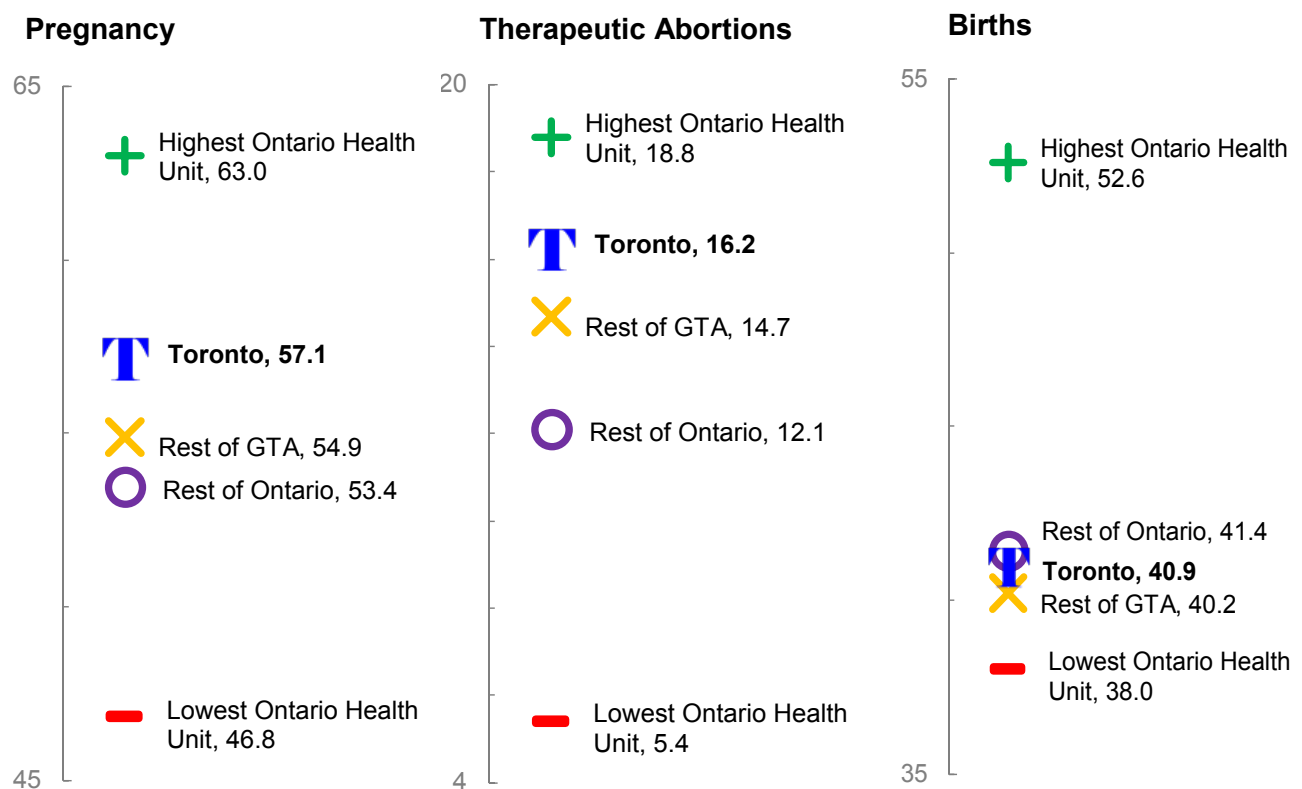 Pregnancy
65
Highest Ontario Health
Unit, 63.0
T
Toronto, 57.1
Rest of GTA, 54.9
Rest of Ontario, 53.4
Lowest Ontario Health
Unit, 46.8
45
Therapeutic Abortions
20
Highest Ontario Health
Unit, 18.8
T
Toronto, 16.2
Rest of GTA, 14.7
Rest of Ontario, 12.1
Lowest Ontario Health
Unit, 5.4
4
Births
55
Highest Ontario Health
Unit, 52.6
Rest of Ontario, 41.4
T
Toronto, 40.9
Rest of GTA, 40.2
Lowest Ontario Health
Unit, 38.0
35